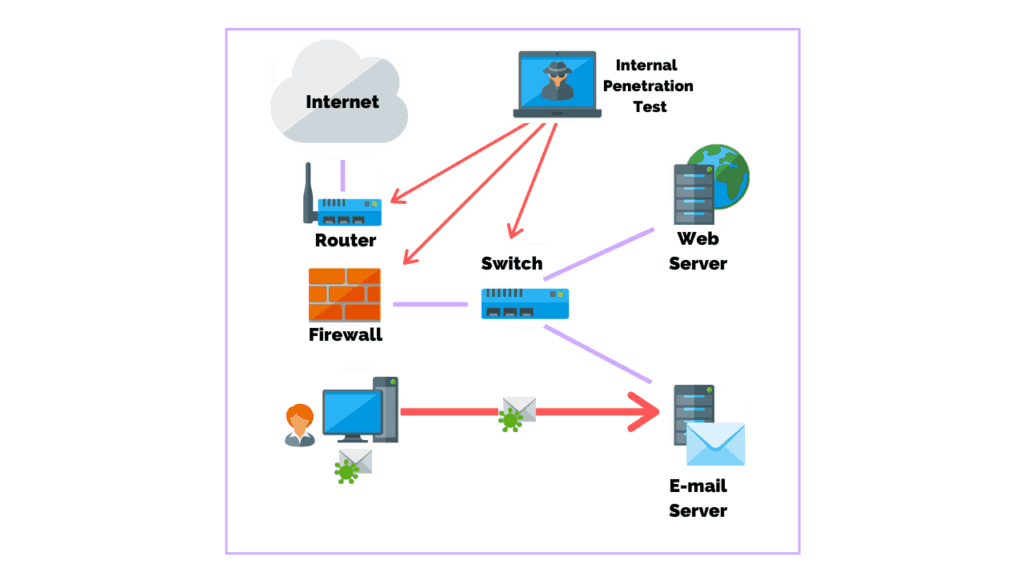 Internet
Internal
Penetration
Test
Router
Web
Server
Switch
Firewall
E-mail
Server